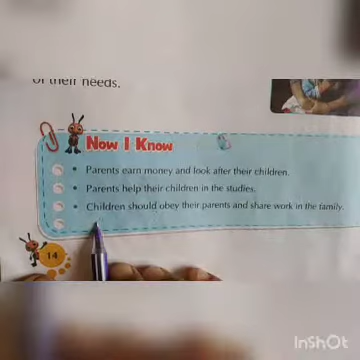 of their needs.
Now I Know
• Parents earn money and look after their children.
• Parents help their children in the studies.
• Children should obey their parents and share work in the family.
14
InShOt